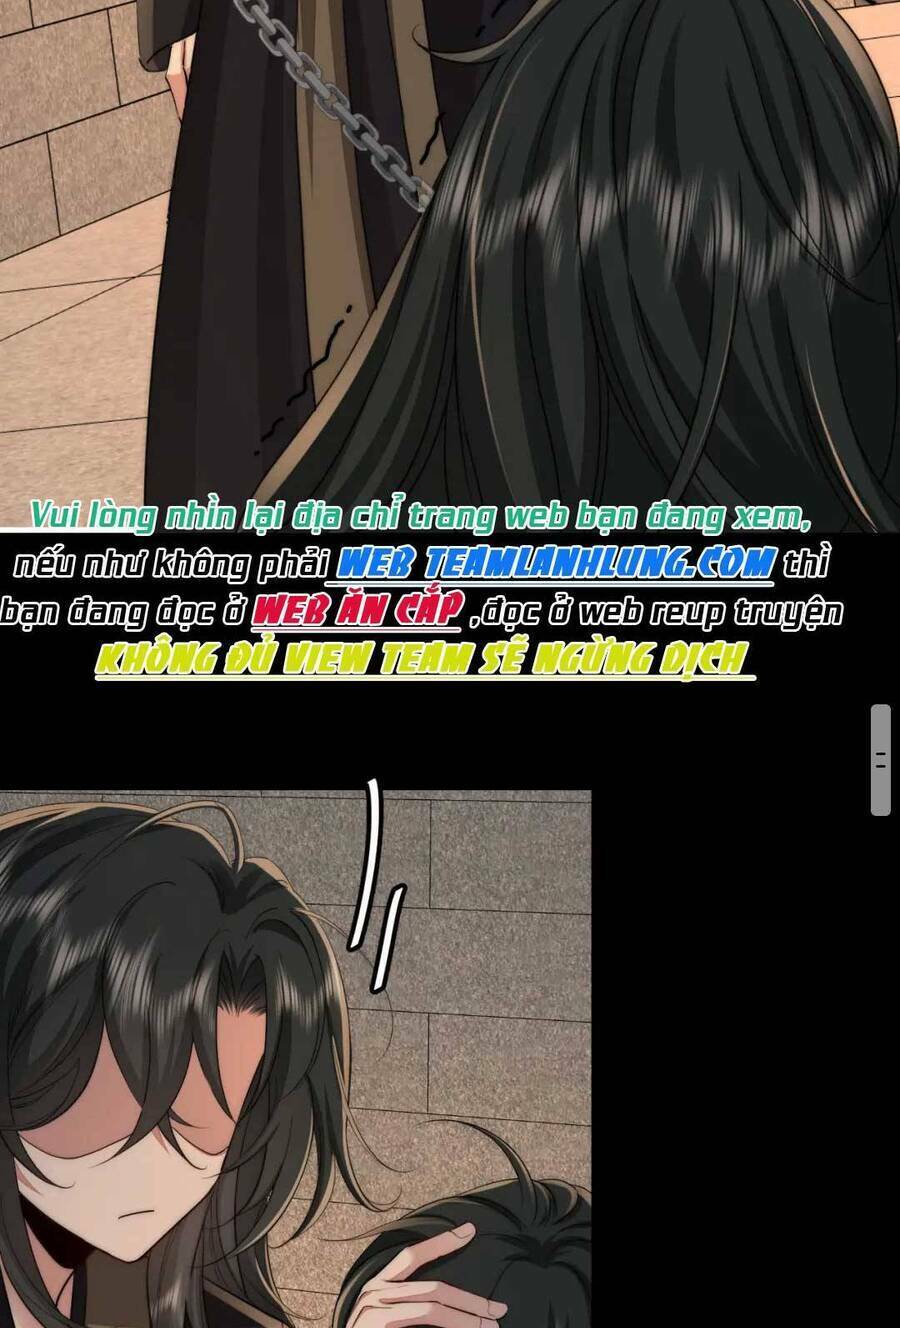 Vui lòng nhìn lại địa chỉ trang web bạn đang xem,
nếu như không phải WEB TEAMLANHLUNG.COM thì
bạn đang đọc ở WEB ĂN CẮP ,đọc ở web reup truyện
KHÔNG ĐỦ VIEW TEAM SẼ NGỪNG DỊCH